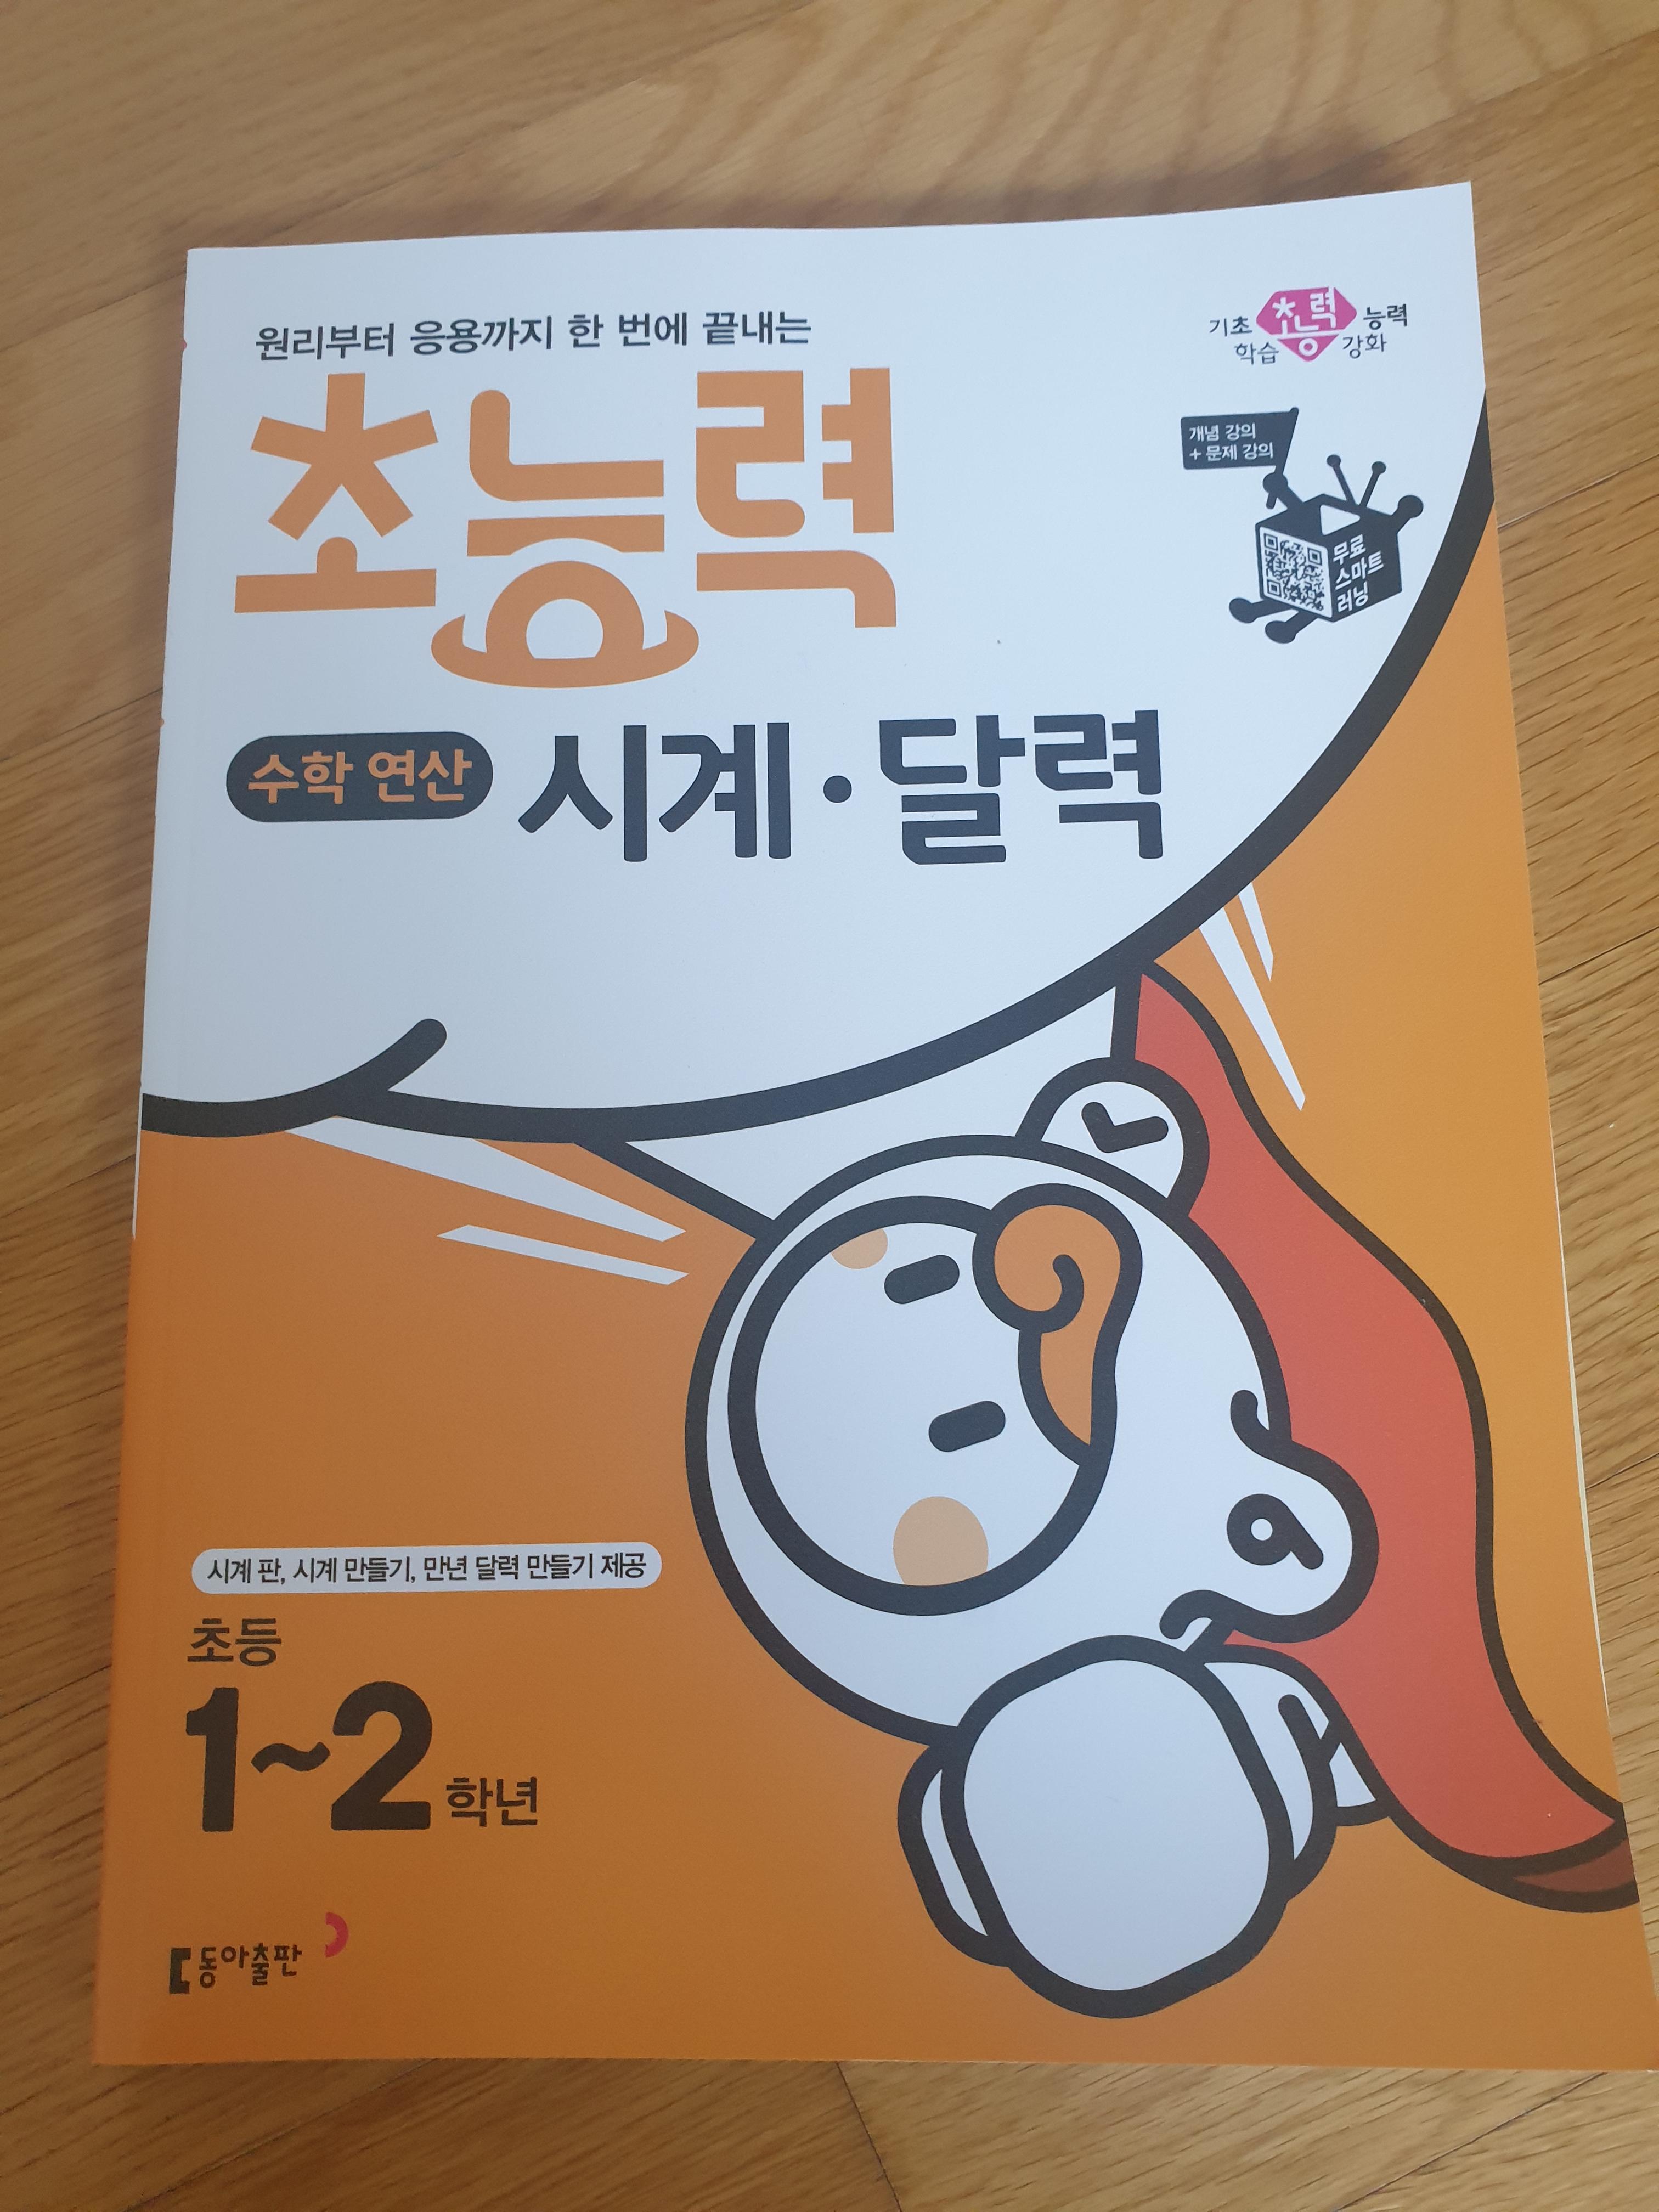 원리부터 응용까지 한 번에 끝내는
초능력
수학 연산 시계·달력
기초 학습
초능력
능력 강화
개념 강의
+ 문제 강의
무료
스마트
러닝
시계 판, 시계 만들기, 만년 달력 만들기 제공
초등
1~2학년
동아출판